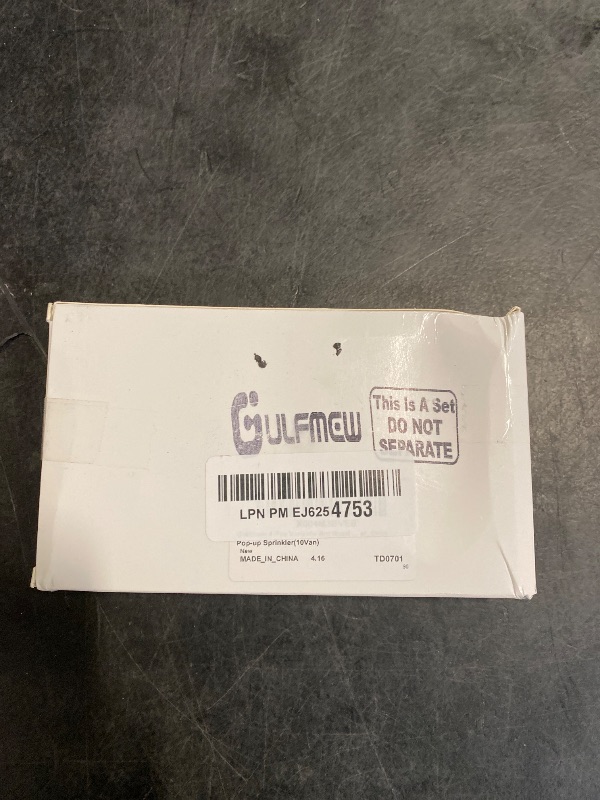 GULFMEW
This Is A Set
DO NOT
SEPARATE
LPN PM EJ6254753
Pop-up Sprinkler(10Van)
New
MADE_IN_CHINA 4.16 TD0701